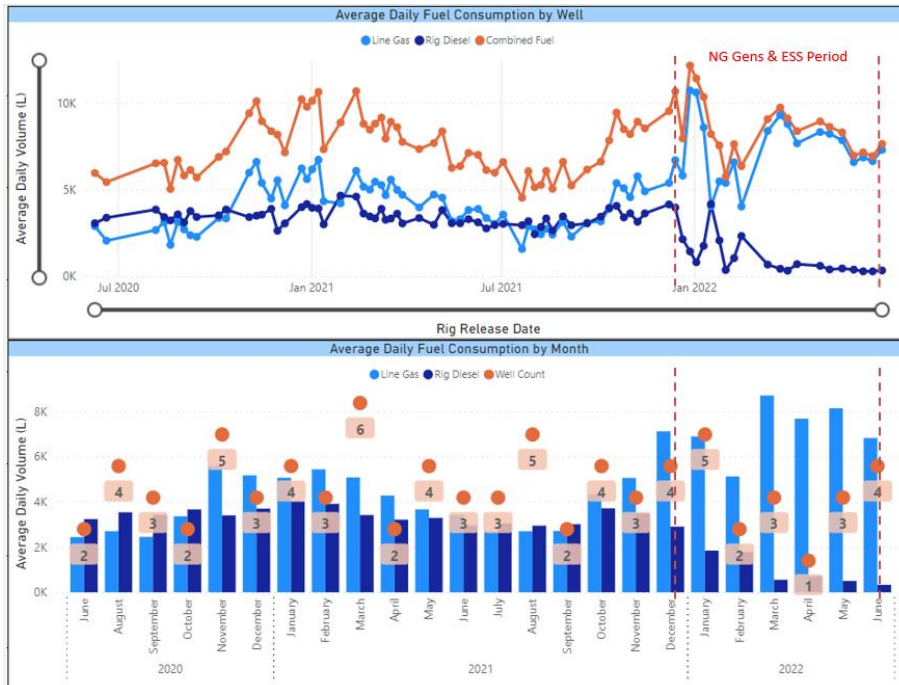 Average Daily Fuel Consumption by Well
Line Gas Rig Diesel Combined Fuel
NG Gens & ESS Period
Average Daily Volume (L)
10K
5K
0K
Jul 2020 Jan 2021 Jul 2021 Jan 2022
Rig Release Date
Average Daily Fuel Consumption by Month
Line Gas Rig Diesel Well Count
Average Daily Volume (L)
8K
6K
4K
2K
0K
2 4 3 2 5 3 4 3 6 2 4 3 3 5 2 4 3 4 5 2 3 1 3 4
June August September October November December January February March April May June July August September October November December January February March April May June
2020 2021 2022